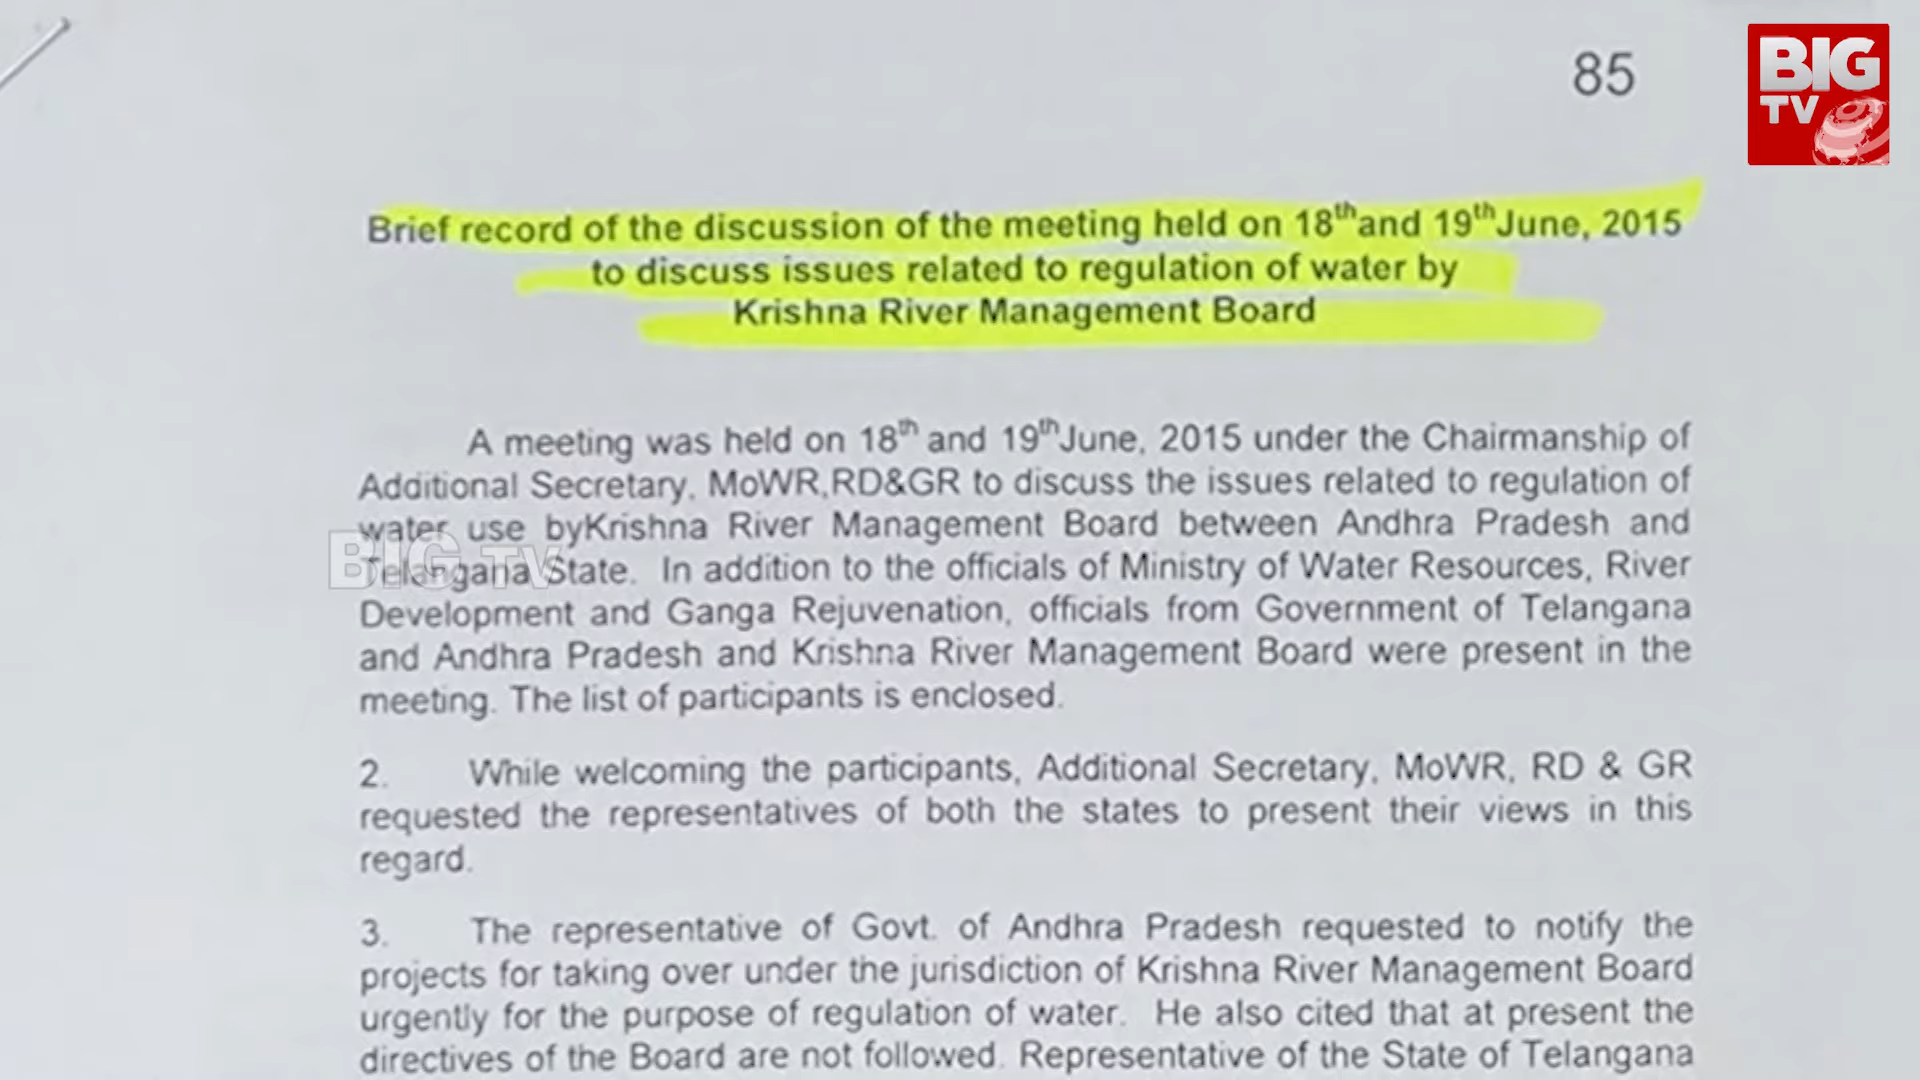 85
BIG
TV
Brief record of the discussion of the meeting held on 18th and 19th June, 2015
to discuss issues related to regulation of water by
Krishna River Management Board
A meeting was held on 18th and 19th June, 2015 under the Chairmanship of
Additional Secretary, MoWR,RD&GR to discuss the issues related to regulation of
water use byKrishna River Management Board between Andhra Pradesh and
BIG TV
Telangana State. In addition to the officials of Ministry of Water Resources, River
Development and Ganga Rejuvenation, officials from Government of Telangana
and Andhra Pradesh and Krishna River Management Board were present in the
meeting. The list of participants is enclosed.
2. While welcoming the participants, Additional Secretary, MoWR, RD & GR
requested the representatives of both the states to present their views in this
regard.
3. The representative of Govt. of Andhra Pradesh requested to notify the
projects for taking over under the jurisdiction of Krishna River Management Board
urgently for the purpose of regulation of water. He also cited that at present the
directives of the Board are not followed. Representative of the State of Telangana